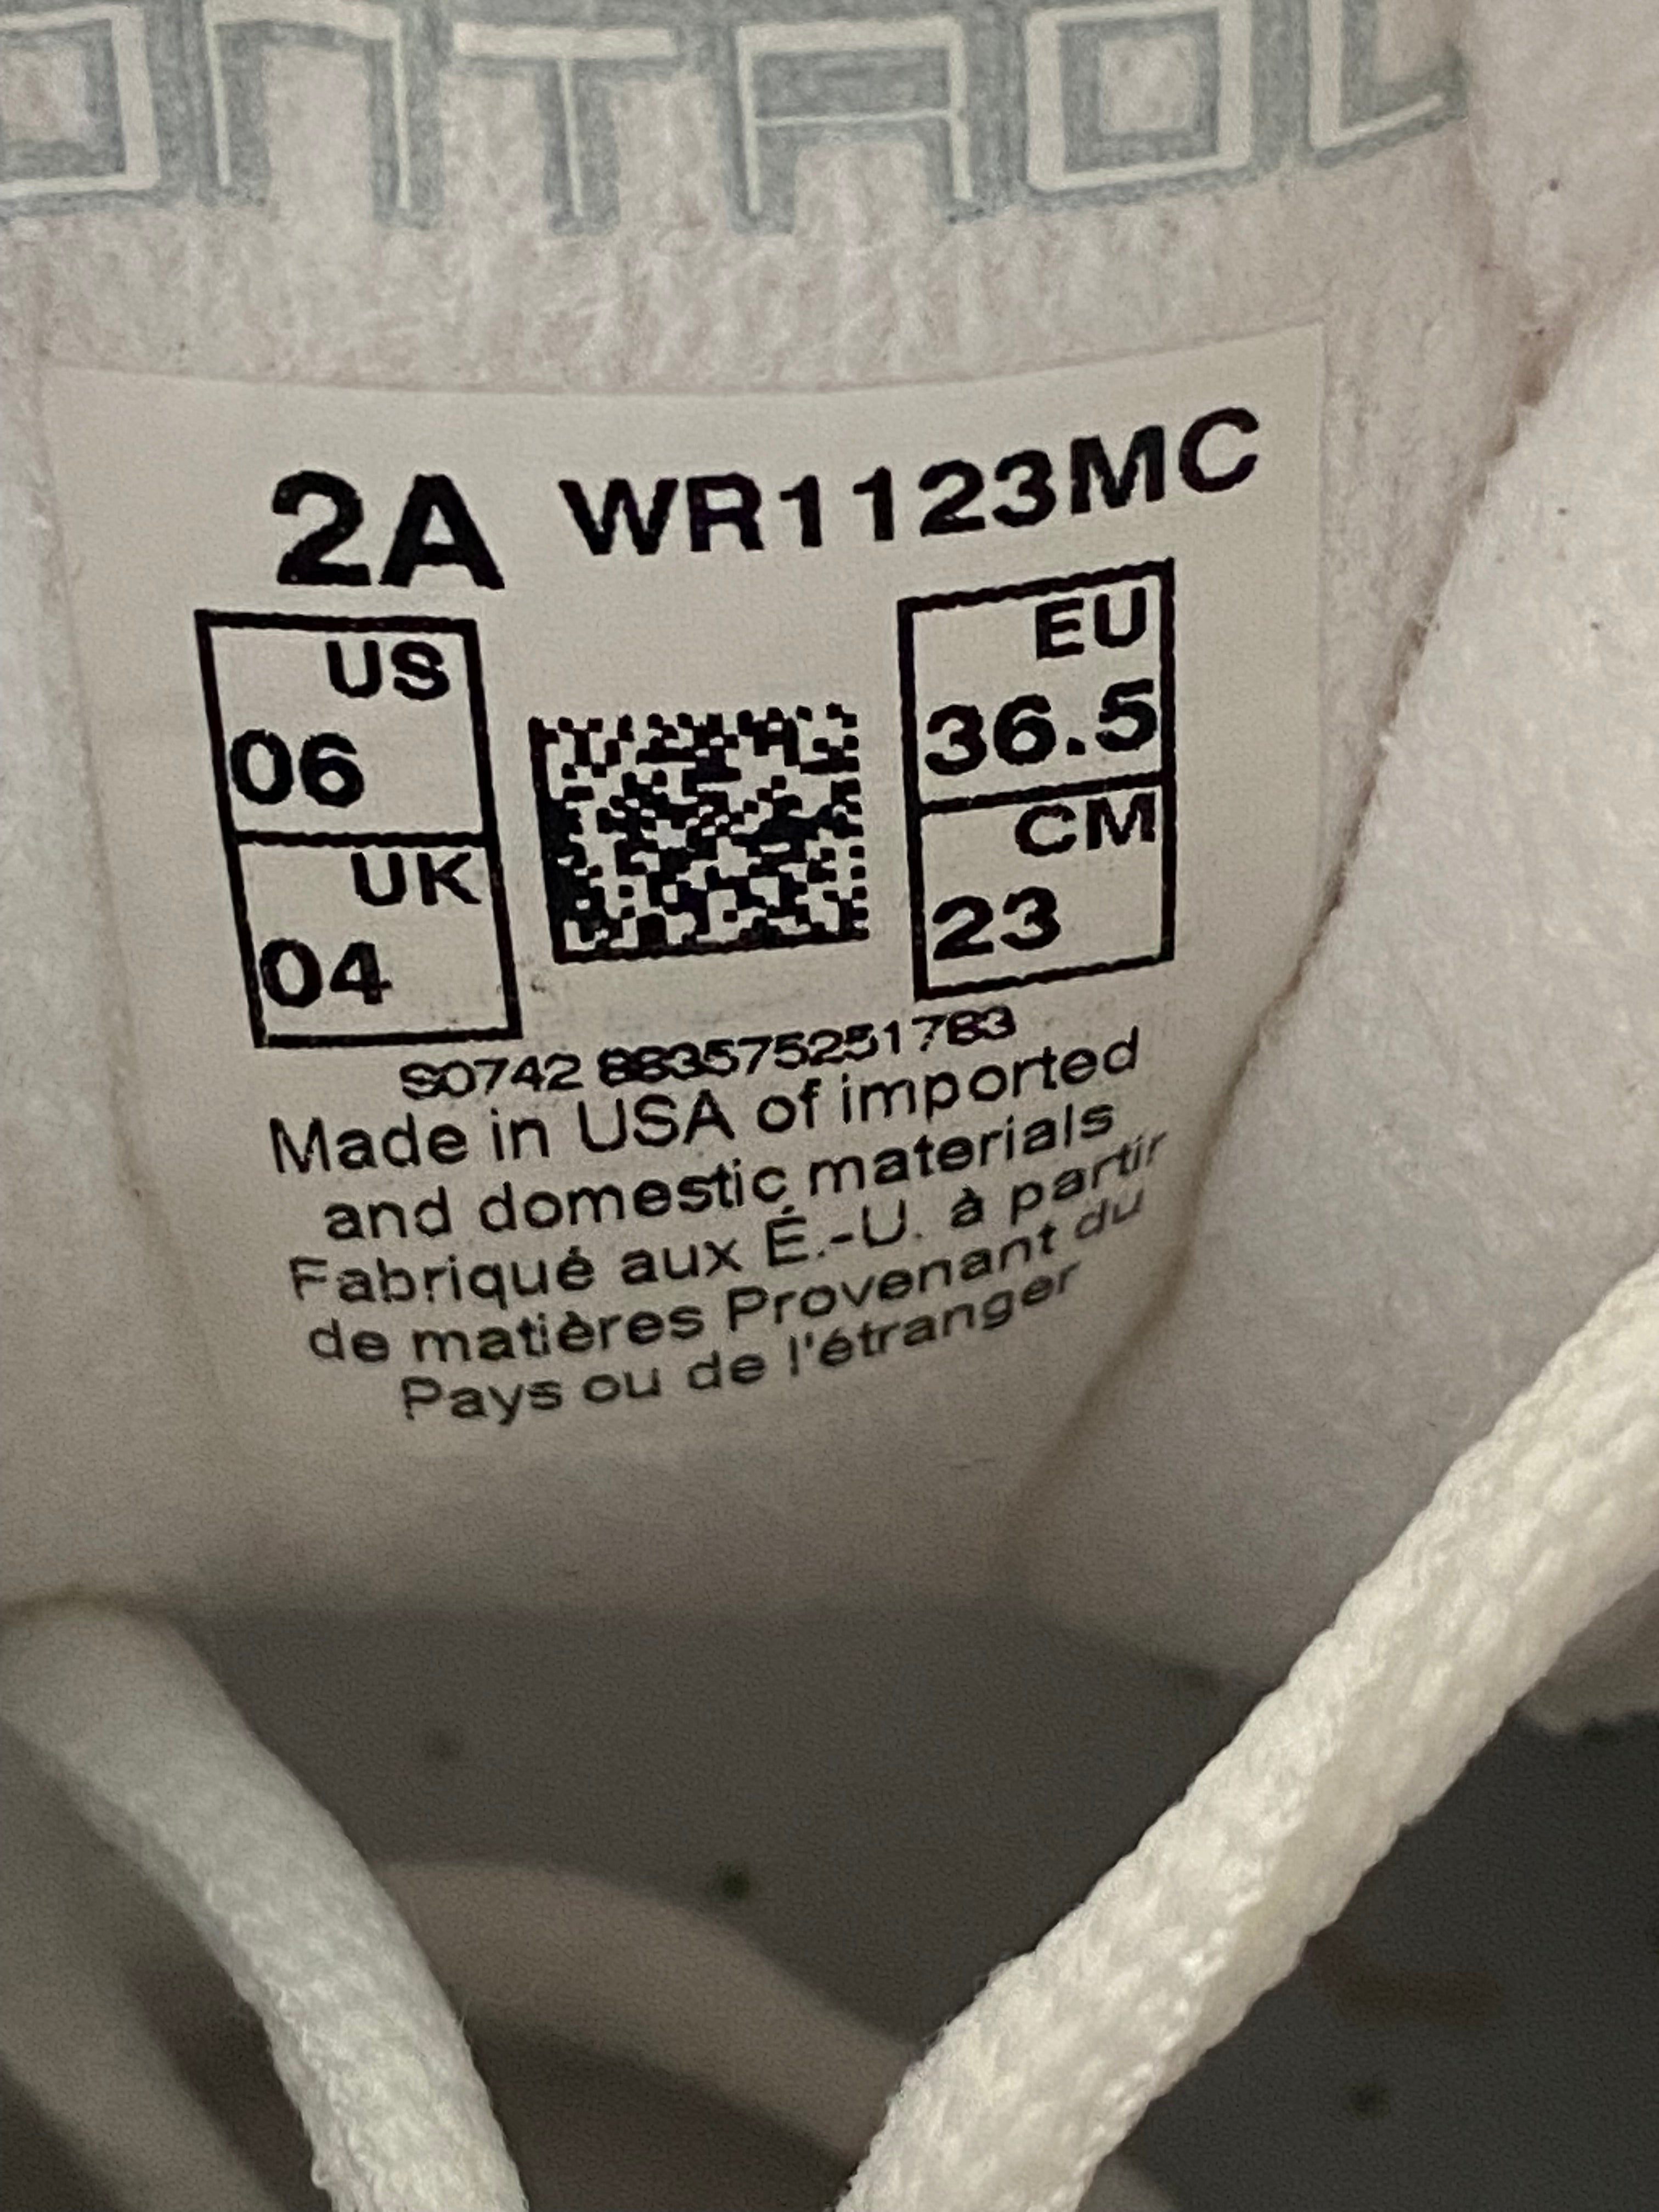 ONTROL
2A WR1123MC
US
06
UK
04
EU
36.5
CM
23
S0742 883575251783
Made in USA of imported
and domestic materials
Fabriqué aux É.-U. à partir
de matières Provenant du
Pays ou de l'étranger